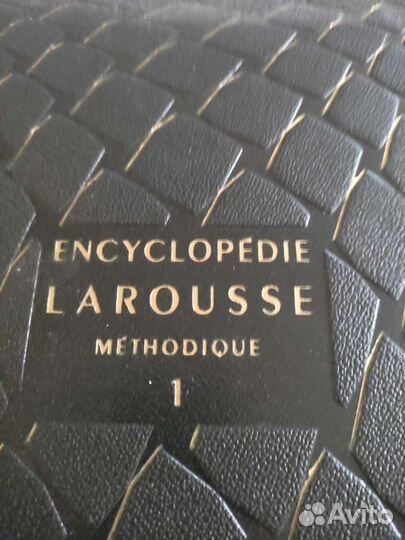 ENCYCLOPÉDIE
LAROUSSE
MÉTHODIQUE
1
Avito